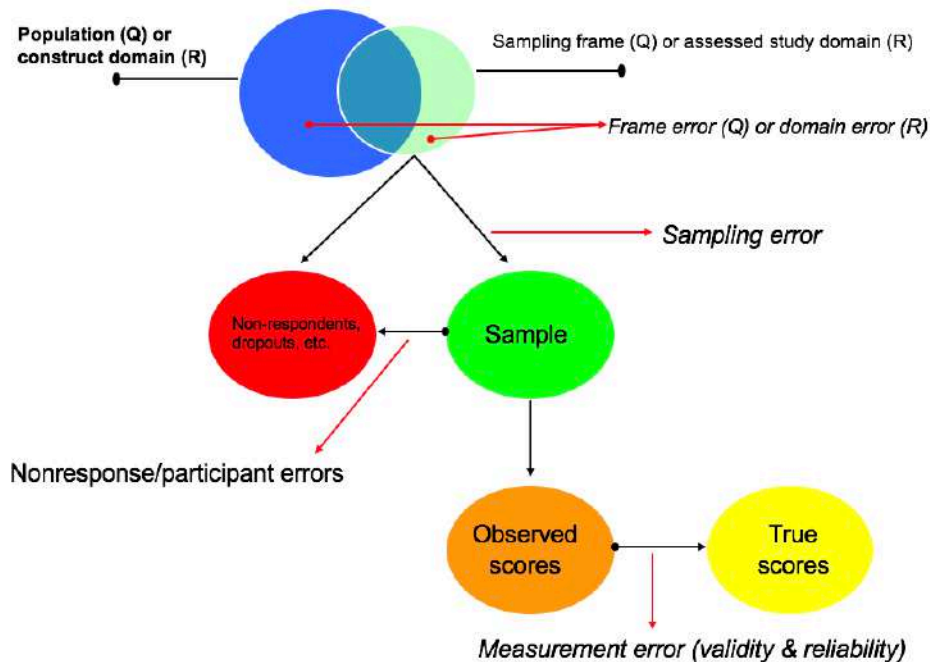 Population (Q) or
construct domain (R)
Sampling frame (Q) or assessed study domain (R)
Frame error (Q) or domain error (R)
Sampling error
Non-respondents,
dropouts, etc.
Sample
Nonresponse/participant errors
Observed
scores
True
scores
Measurement error (validity & reliability)